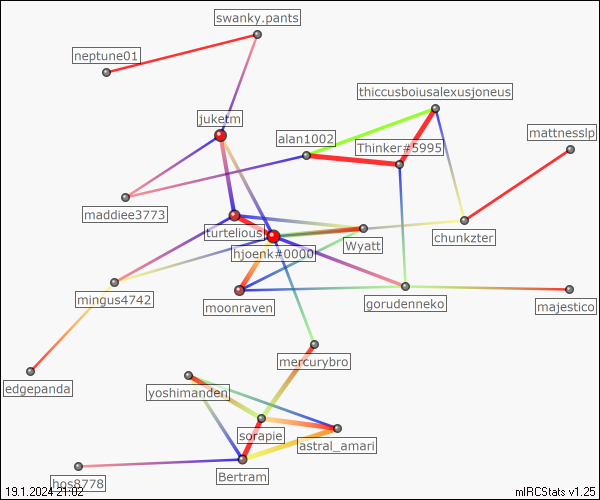 swanky.pants
neptune01
thiccusboiusalexusjoneus
juketm
mattnesslp
alan1002
Thinker#5995
maddiee3773
turtelious
Wyatt
chunkzter
hjoenk#0000
mingus4742
moonraven
gorudenneko
majestico
mercurybro
edgepanda
yoshimanden
sorapie
astral_amari
Bertram
hos8778
19.1.2024 21:02
mIRCStats v1.25